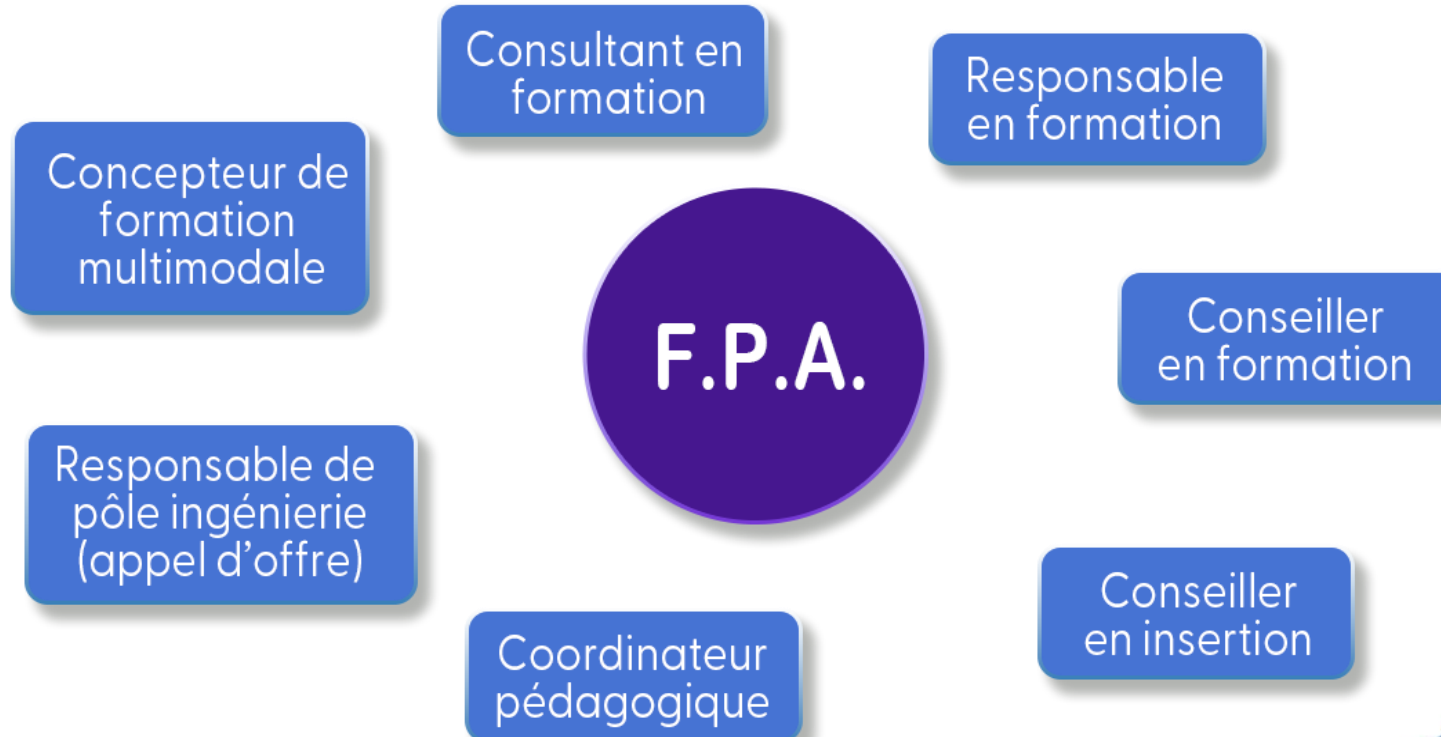 Consultant en
formation
Responsable
en formation
Concepteur de
formation
multimodale
F.P.A.
Conseiller
en formation
Responsable de
pôle ingénierie
(appel d'offre)
Conseiller
en insertion
Coordinateur
pédagogique